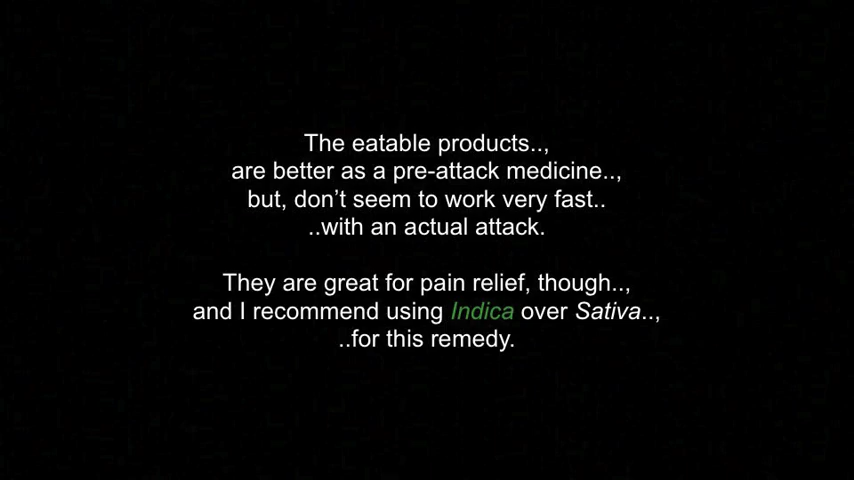 The eatable products..,
are better as a pre-attack medicine..,
but, don’t seem to work very fast..
..with an actual attack.
They are great for pain relief, though..,
and I recommend using Indica over Sativa..,
..for this remedy.